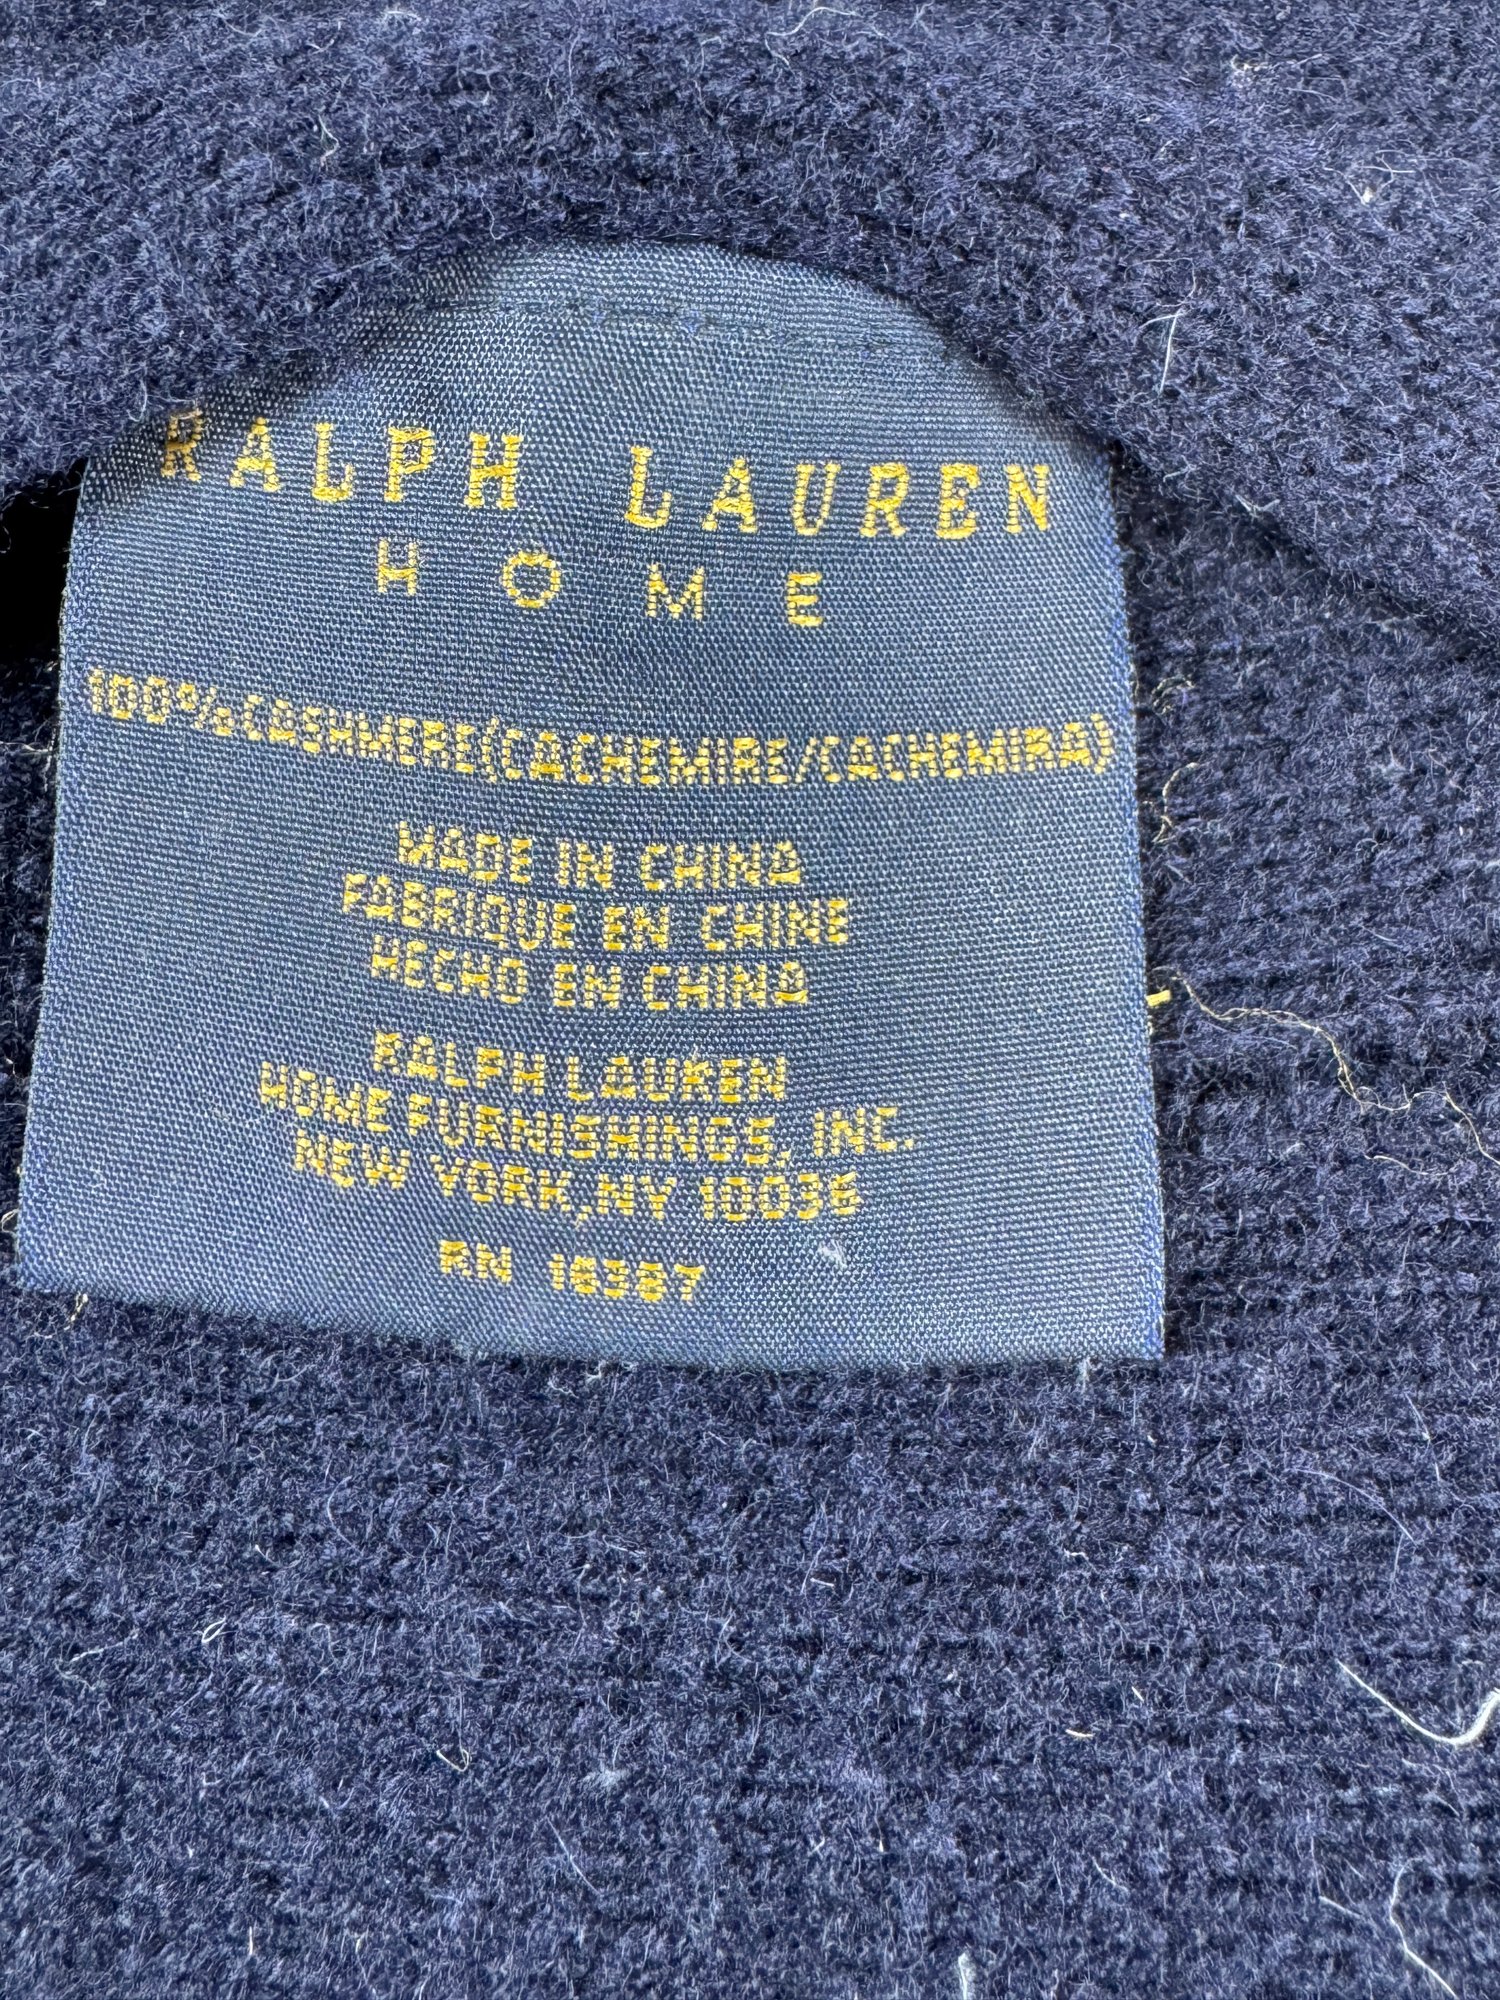 RALPH LAUREN
HOME
100% CASHMERE(CACHEMIRE/CACHEMIRA)
MADE IN CHINA
FABRIQUE EN CHINE
HECHO EN CHINA
RALPH LAUREN
HOME FURNISHINGS, INC.
NEW YORK, NY 10036
RN 18387